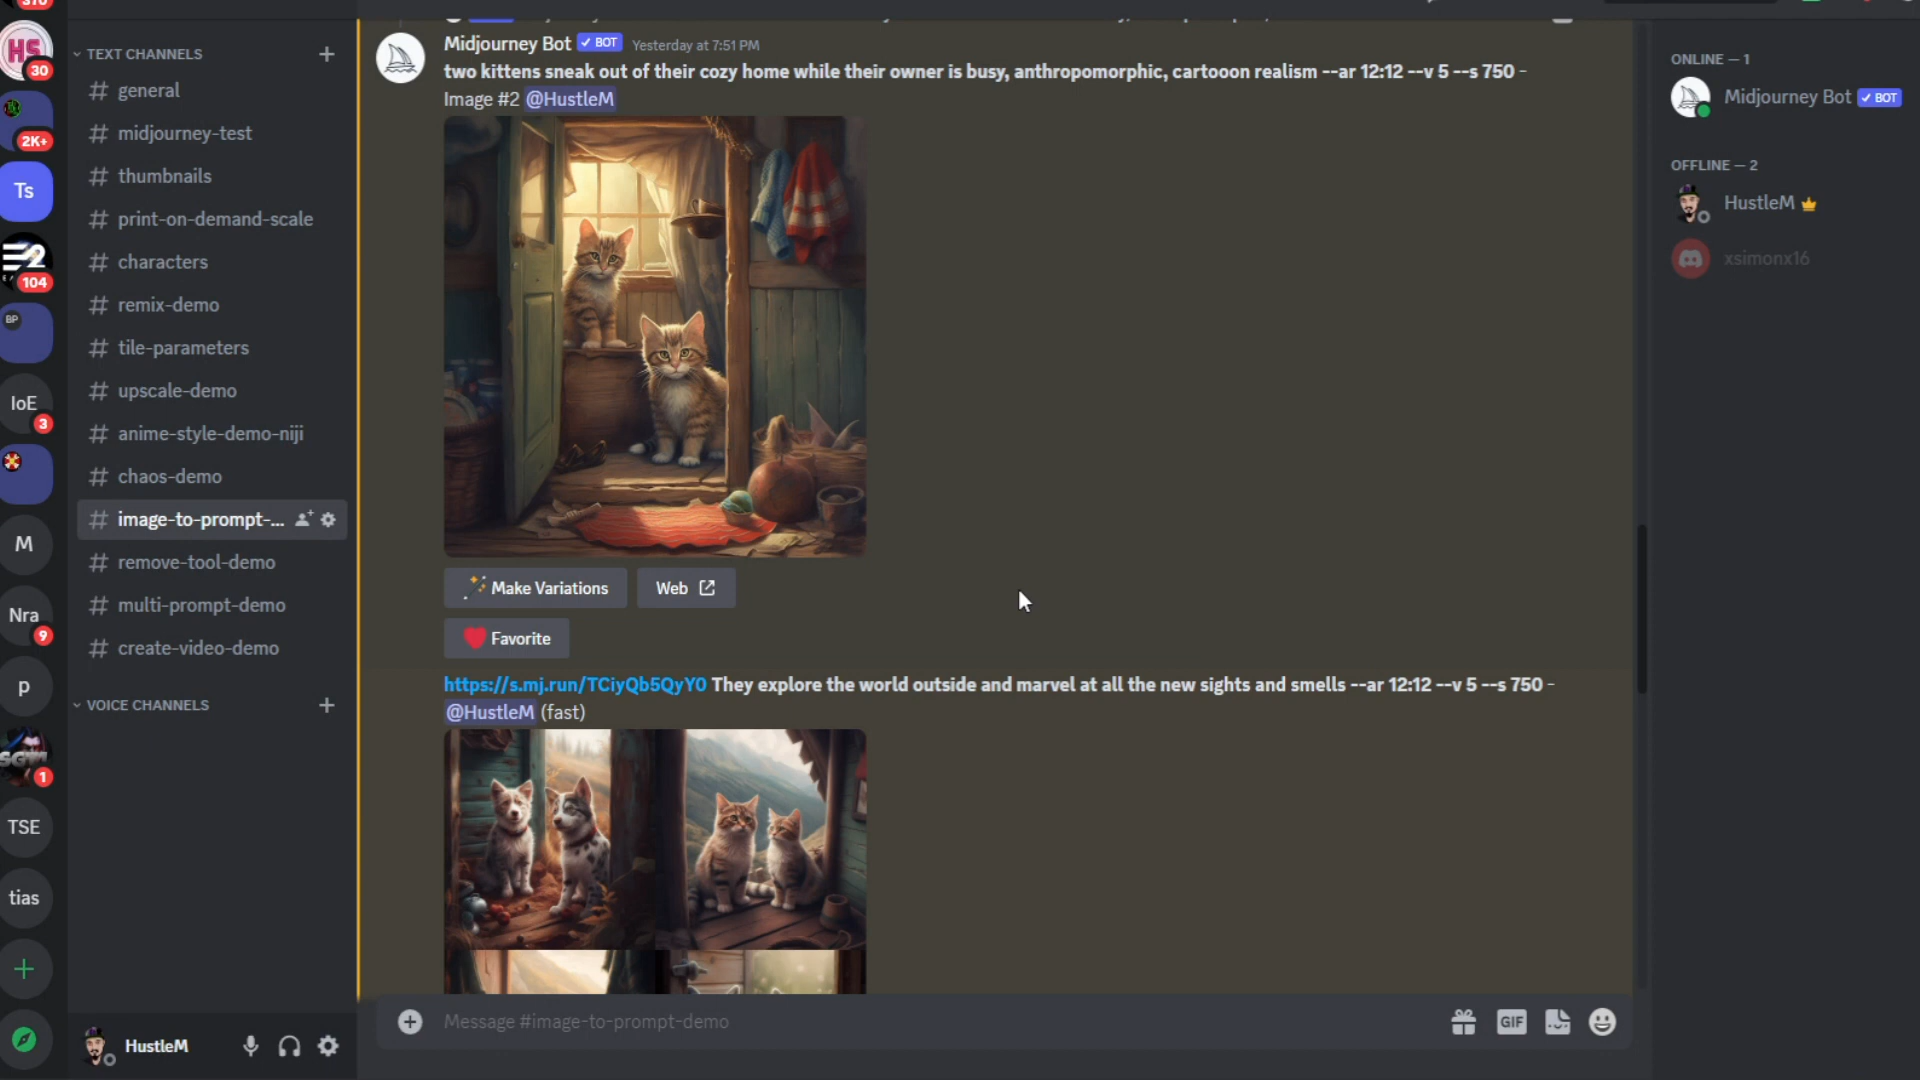 310
HS
30
2K+
Ts
104
BP
IoE
3
M
Nra
9
p
1
TSE
tias
TEXT CHANNELS
general
midjourney-test
thumbnails
print-on-demand-scale
characters
remix-demo
tile-parameters
upscale-demo
anime-style-demo-niji
chaos-demo
image-to-prompt-...
remove-tool-demo
multi-prompt-demo
create-video-demo
VOICE CHANNELS
HustleM
Midjourney Bot ✓ BOT Yesterday at 7:51 PM
two kittens sneak out of their cozy home while their owner is busy, anthropomorphic, cartooon realism --ar 12:12 --v 5 --s 750 -
Image #2 @HustleM
Make Variations
Web
Favorite
https://s.mj.run/TCiyQb5QyY0 They explore the world outside and marvel at all the new sights and smells --ar 12:12 --v 5 --s 750 -
@HustleM (fast)
Message #image-to-prompt-demo
GIF
ONLINE — 1
Midjourney Bot ✓ BOT
OFFLINE — 2
HustleM
xsimonx16